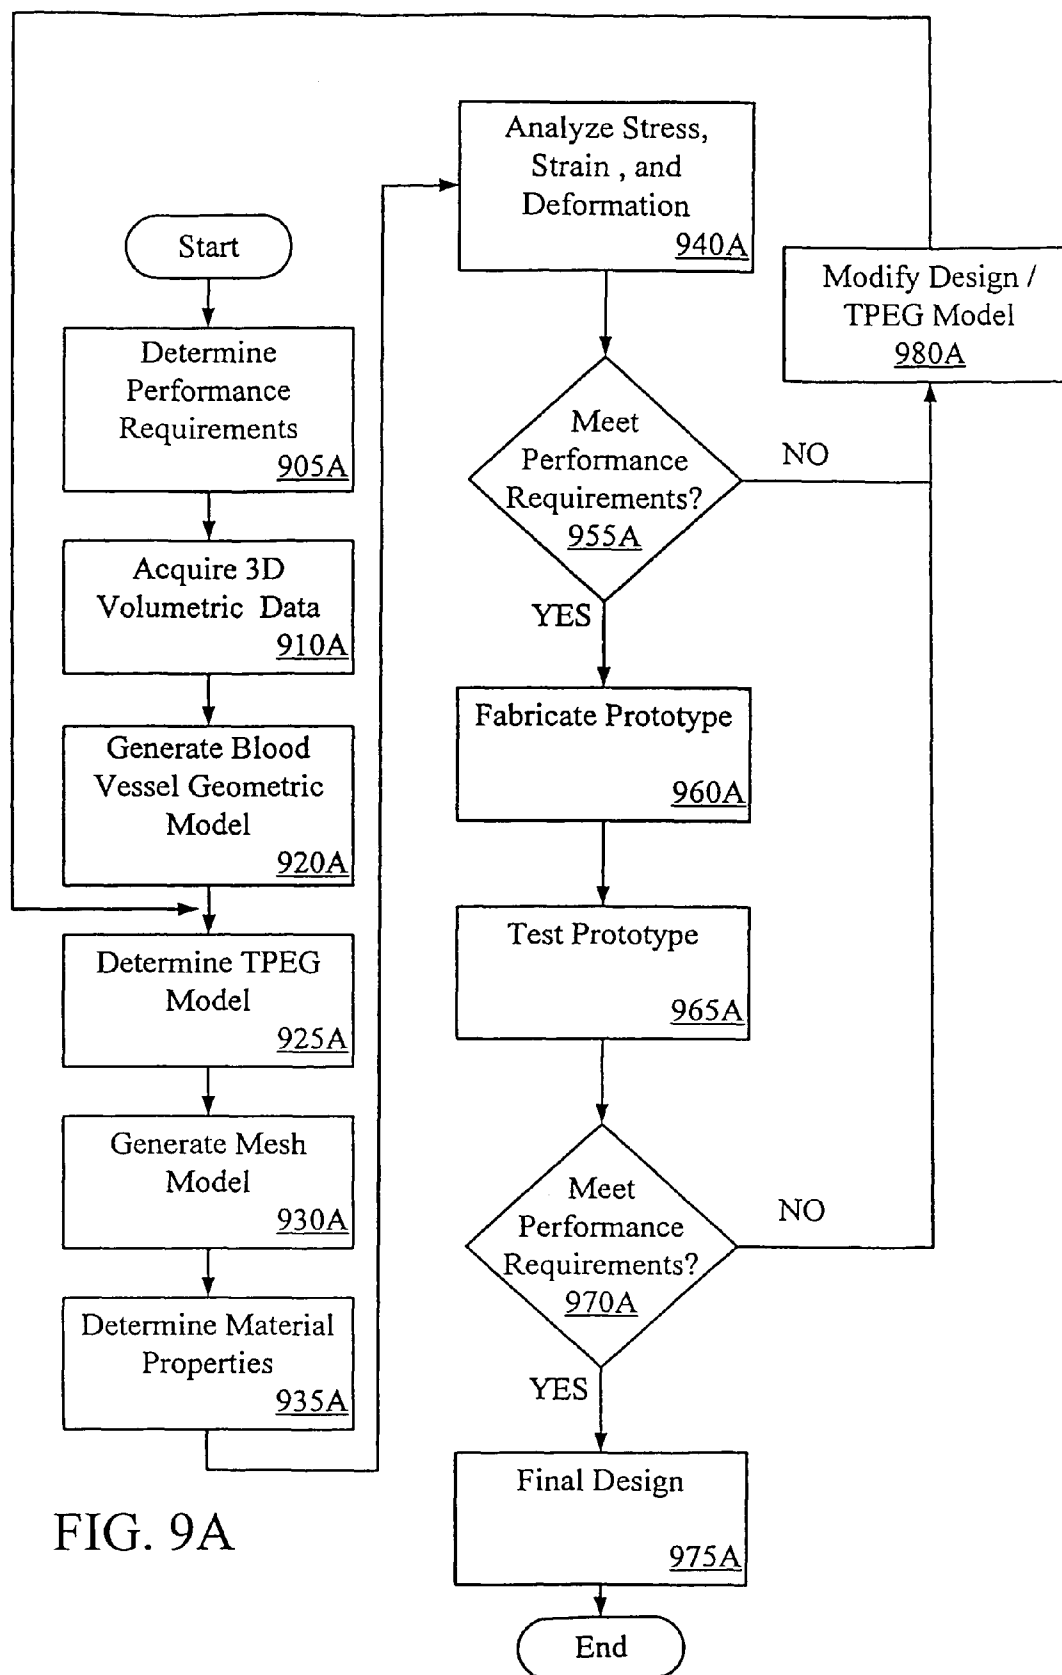 Start
Determine
Performance
Requirements
905A
Acquire 3D
Volumetric Data
910A
Generate Blood
Vessel Geometric
Model
920A
Determine TPEG
Model
925A
Generate Mesh
Model
930A
Determine Material
Properties
935A
Analyze Stress,
Strain , and
Deformation
940A
Meet
Performance
Requirements?
955A
NO
YES
Modify Design /
TPEG Model
980A
Fabricate Prototype
960A
Test Prototype
965A
Meet
Performance
Requirements?
970A
NO
YES
Final Design
975A
End
FIG. 9A